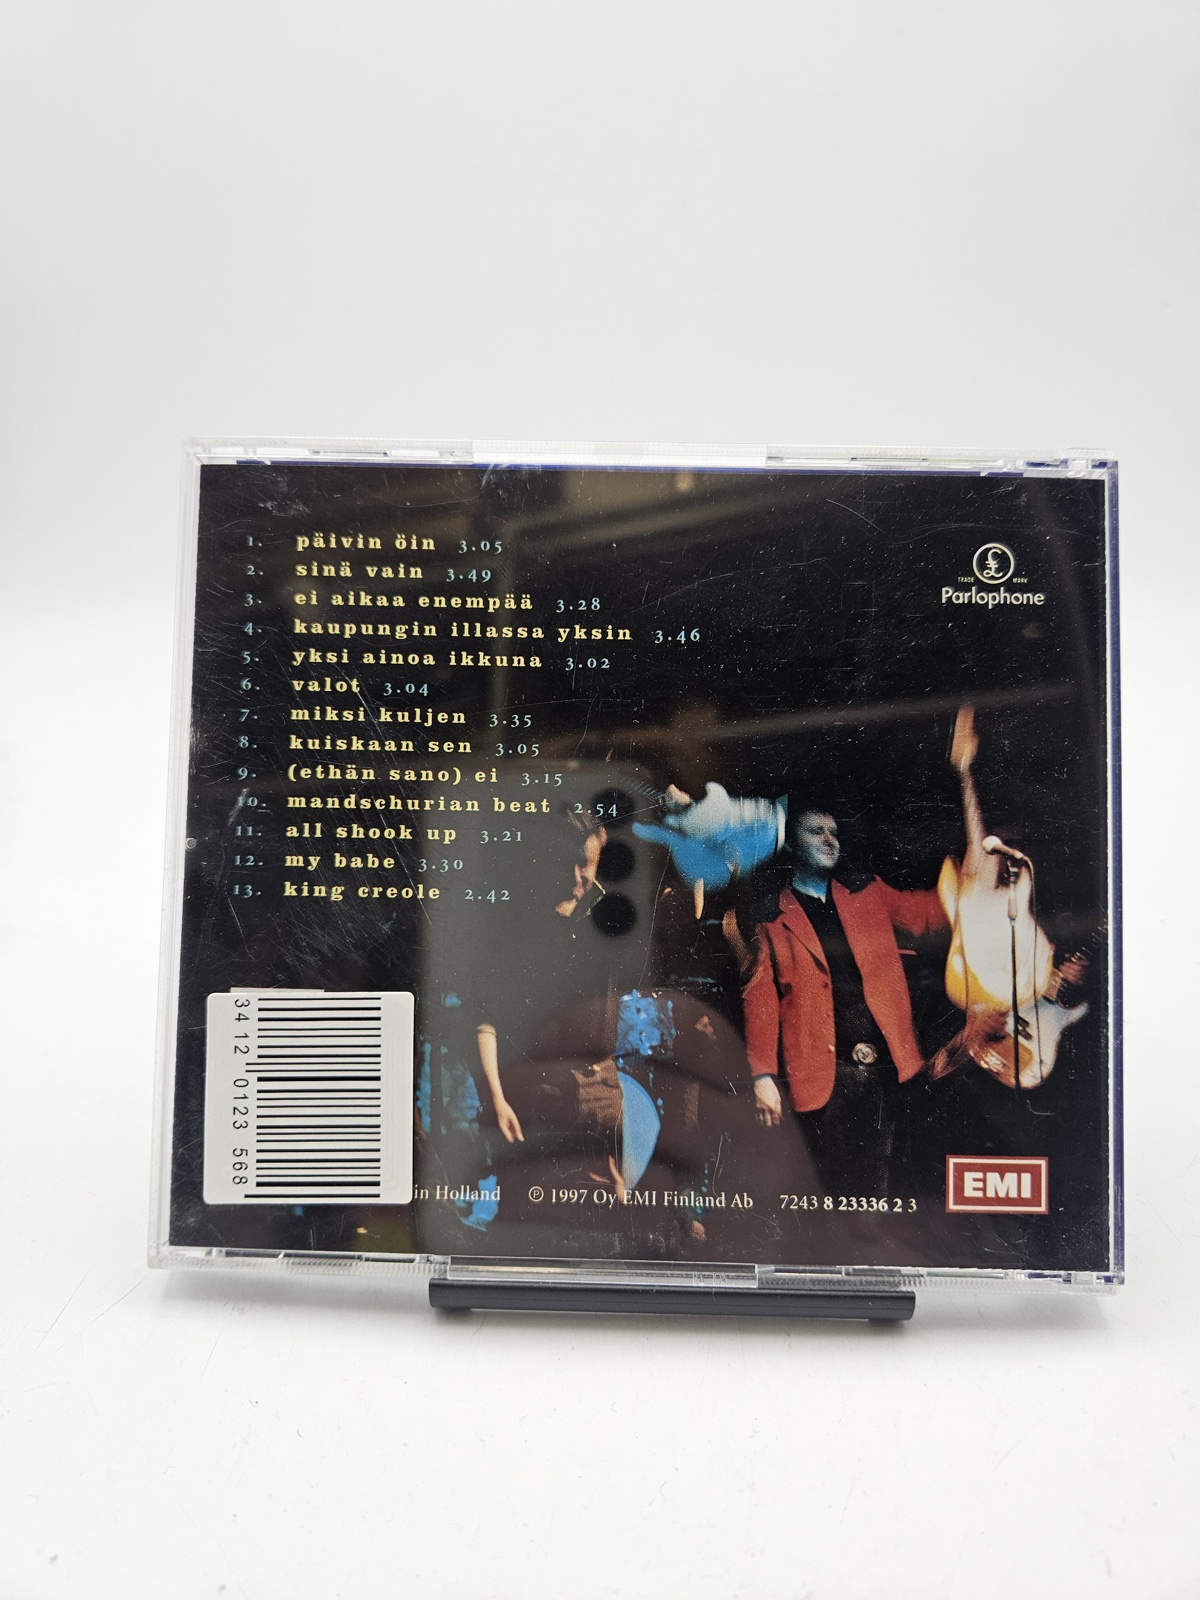 1. päivin öin 3.05
2. sinä vain 3.49
3. ei aikaa enempää 3.28
4. kaupungin illassa yksin 3.46
5. yksi ainoa ikkuna 3.02
6. valot 3.04
7. miksi kuljen 3.35
8. kuiskaan sen 3.05
9. (ethän sano) ei 3.15
10. mandschurian beat 2.54
11. all shook up 3.21
12. my babe 3.30
13. king creole 2.42
£
TRADE MARK
Parlophone
3412 0123 568
in Holland ℗ 1997 Oy EMI Finland Ab 7243 8 23336 2 3
EMI